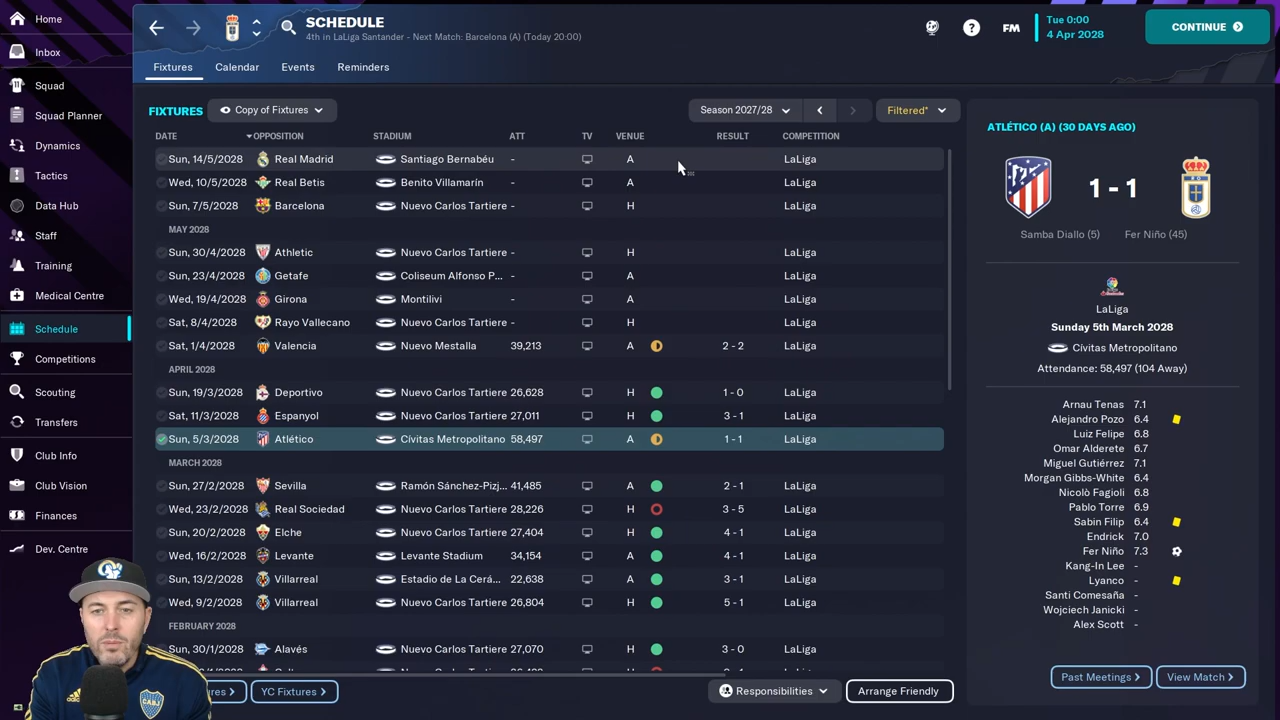 Home
Inbox
Squad
Squad Planner
Dynamics
Tactics
Data Hub
Staff
Training
Medical Centre
Schedule
Competitions
Scouting
Transfers
Club Info
Club Vision
Finances
Dev. Centre
SCHEDULE
4th in LaLiga Santander - Next Match: Barcelona (A) (Today 20:00)
FM
Tue 0:00
4 Apr 2028
CONTINUE
Fixtures Calendar Events Reminders
FIXTURES Copy of Fixtures Season 2027/28 Filtered*
DATE OPPOSITION STADIUM ATT TV VENUE RESULT COMPETITION
Sun, 14/5/2028 Real Madrid Santiago Bernabéu - A LaLiga
Wed, 10/5/2028 Real Betis Benito Villamarín - A LaLiga
Sun, 7/5/2028 Barcelona Nuevo Carlos Tartiere - H LaLiga
MAY 2028
Sun, 30/4/2028 Athletic Nuevo Carlos Tartiere - H LaLiga
Sun, 23/4/2028 Getafe Coliseum Alfonso P... - A LaLiga
Wed, 19/4/2028 Girona Montilivi - A LaLiga
Sat, 8/4/2028 Rayo Vallecano Nuevo Carlos Tartiere - H LaLiga
Sat, 1/4/2028 Valencia Nuevo Mestalla 39,213 A 2 - 2 LaLiga
APRIL 2028
Sun, 19/3/2028 Deportivo Nuevo Carlos Tartiere 26,628 H 1 - 0 LaLiga
Sat, 11/3/2028 Espanyol Nuevo Carlos Tartiere 27,011 H 3 - 1 LaLiga
Sun, 5/3/2028 Atlético Cívitas Metropolitano 58,497 A 1 - 1 LaLiga
MARCH 2028
Sun, 27/2/2028 Sevilla Ramón Sánchez-Pizj... 41,485 A 2 - 1 LaLiga
Wed, 23/2/2028 Real Sociedad Nuevo Carlos Tartiere 28,226 H 3 - 5 LaLiga
Sun, 20/2/2028 Elche Nuevo Carlos Tartiere 27,404 H 4 - 1 LaLiga
Wed, 16/2/2028 Levante Levante Stadium 34,154 A 4 - 1 LaLiga
Sun, 13/2/2028 Villarreal Estadio de La Cerá... 22,638 A 3 - 1 LaLiga
Wed, 9/2/2028 Villarreal Nuevo Carlos Tartiere 26,804 H 5 - 1 LaLiga
FEBRUARY 2028
Sun, 30/1/2028 Alavés Nuevo Carlos Tartiere 27,070 H 3 - 0 LaLiga
YC Fixtures
Responsibilities
Arrange Friendly
ATLÉTICO (A) (30 DAYS AGO)
1 - 1
Samba Diallo (5) Fer Niño (45)
LaLiga
Sunday 5th March 2028
Cívitas Metropolitano
Attendance: 58,497 (104 Away)
Arnau Tenas 7.1
Alejandro Pozo 6.4
Luiz Felipe 6.8
Omar Alderete 6.7
Miguel Gutiérrez 7.1
Morgan Gibbs-White 6.4
Nicolò Fagioli 6.8
Pablo Torre 6.9
Sabin Filip 6.4
Endrick 7.0
Fer Niño 7.3
Kang-In Lee -
Lyanco -
Santi Comesaña -
Wojciech Janicki -
Alex Scott -
Past Meetings
View Match